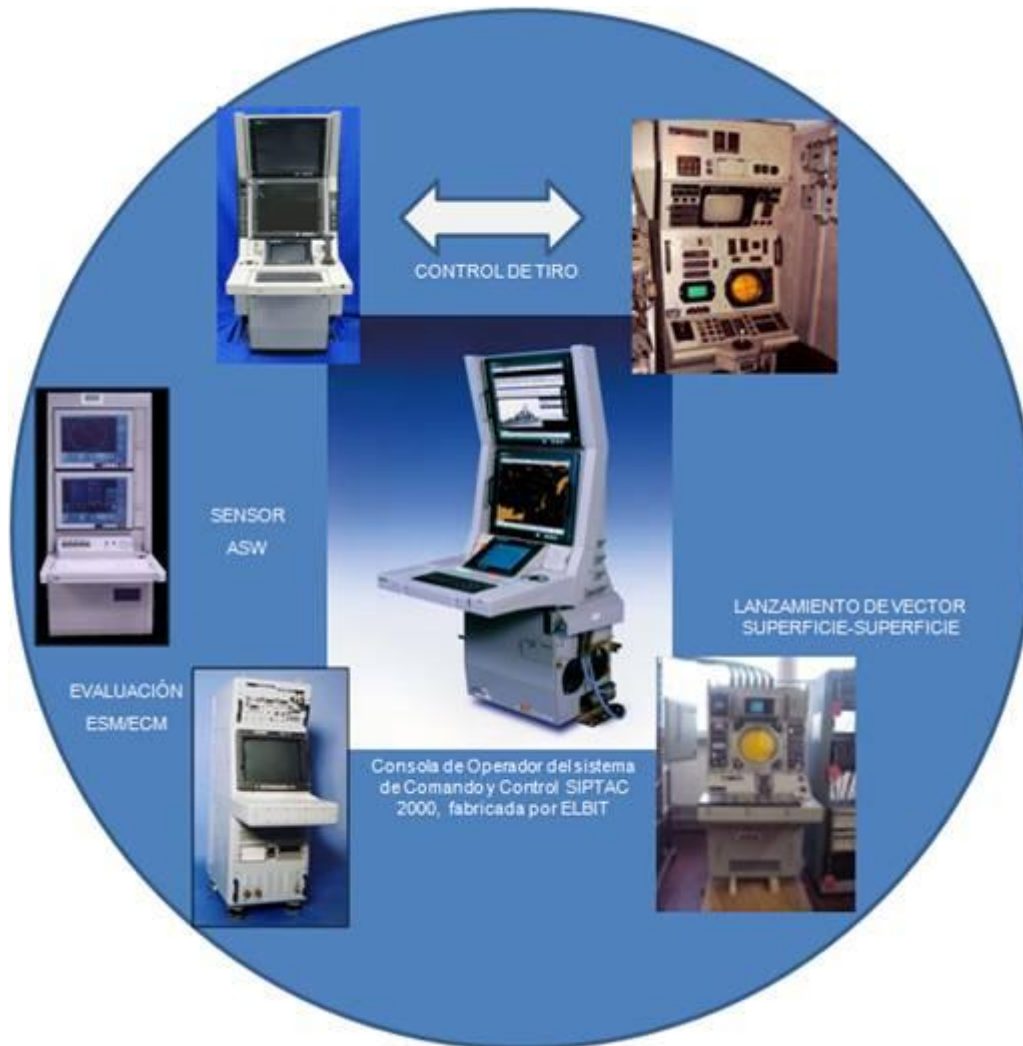 CONTROL DE TIRO
SENSOR
ASW
LANZAMIENTO DE VECTOR
SUPERFICIE-SUPERFICIE
EVALUACIÓN
ESM/ECM
Consola de Operador del sistema
de Comando y Control SIPTAC
2000, fabricada por ELBIT